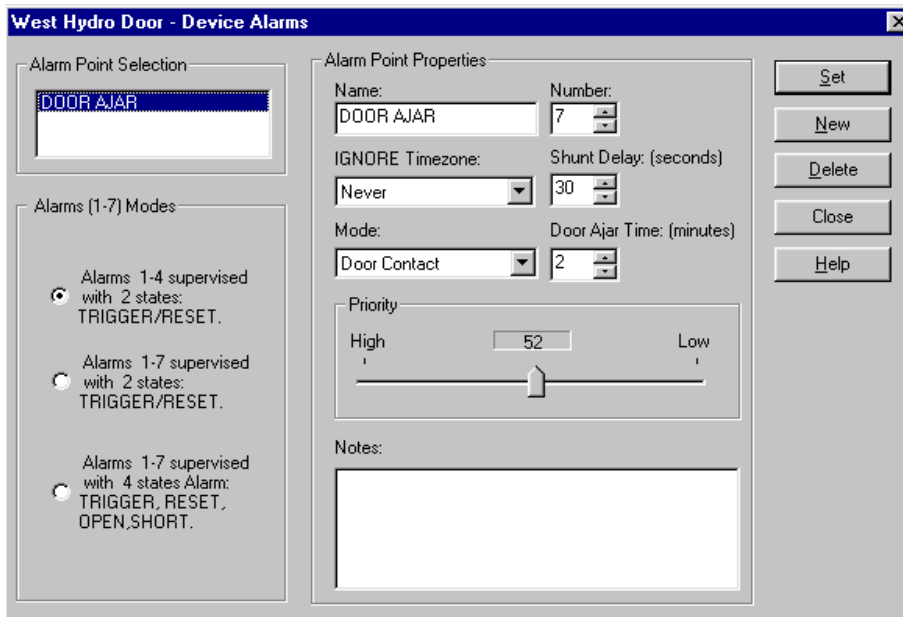 West Hydro Door - Device Alarms
Alarm Point Selection
DOOR AJAR
Alarms (1-7) Modes
Alarms 1-4 supervised
with 2 states:
TRIGGER/RESET.
Alarms 1-7 supervised
with 2 states:
TRIGGER/RESET.
Alarms 1-7 supervised
with 4 states Alarm:
TRIGGER, RESET,
OPEN,SHORT.
Alarm Point Properties
Name:
Number:
DOOR AJAR
7
IGNORE Timezone:
Shunt Delay: (seconds)
Never
30
Mode:
Door Ajar Time: (minutes)
Door Contact
2
Priority
High
52
Low
Notes:
Set
New
Delete
Close
Help